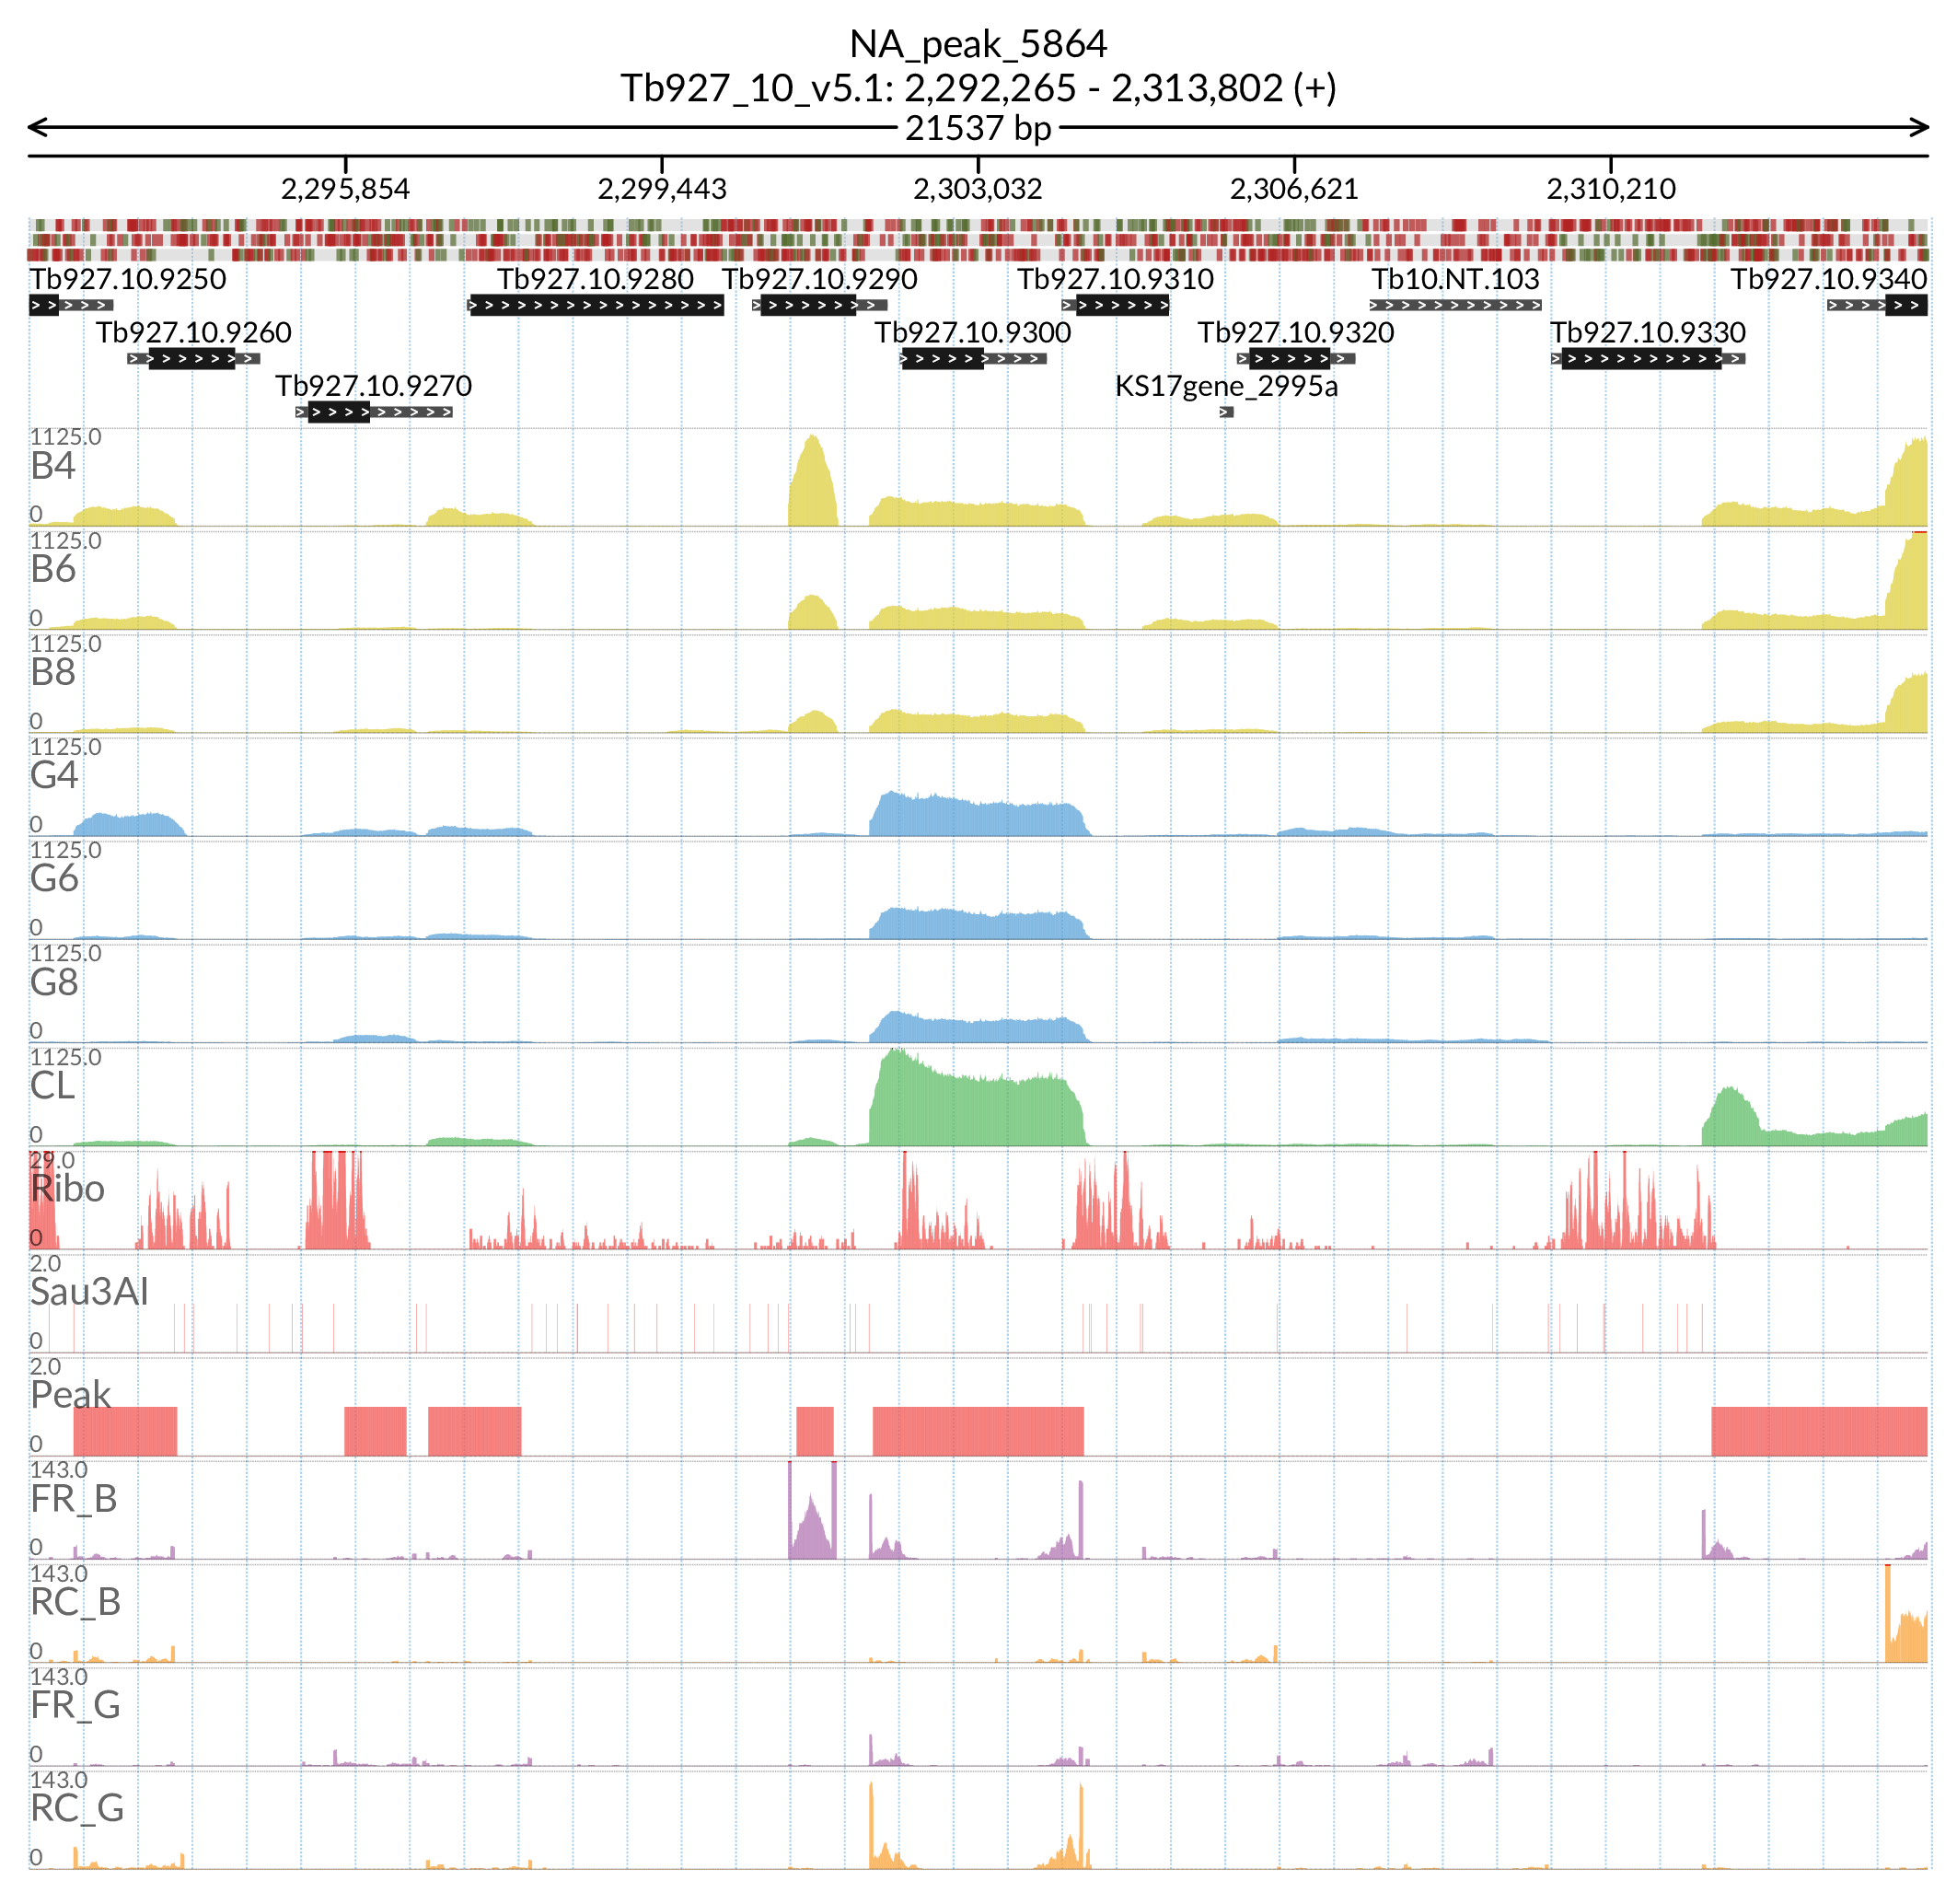 NA_peak_5864
Tb927_10_v5.1: 2,292,265 - 2,313,802 (+)
21537 bp
2,295,854 2,299,443 2,303,032 2,306,621 2,310,210
Tb927.10.9250 Tb927.10.9280 Tb927.10.9290 Tb927.10.9310 Tb10.NT.103 Tb927.10.9340
Tb927.10.9260 Tb927.10.9300 Tb927.10.9320 Tb927.10.9330
Tb927.10.9270 KS17gene_2995a
1125.0
B4
0
1125.0
B6
0
1125.0
B8
0
1125.0
G4
0
1125.0
G6
0
1125.0
G8
0
1125.0
CL
0
29.0
Ribo
0
2.0
Sau3AI
0
2.0
Peak
0
143.0
FR_B
0
143.0
RC_B
0
143.0
FR_G
0
143.0
RC_G
0